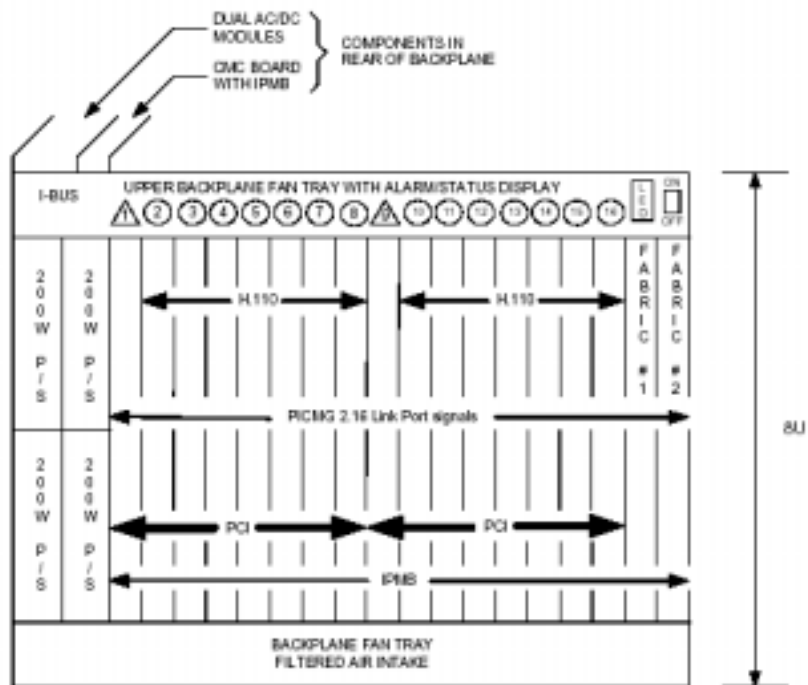 DUAL AC/DC
MODULES
CMC BOARD
WITH IPMB
COMPONENTS IN
REAR OF BACKPLANE
I-BUS
UPPER BACKPLANE FAN TRAY WITH ALARM/STATUS DISPLAY
1 2 3 4 5 6 7 8 9 10 11 12 13 14 15 16
LED
ON
OFF
200W P/S
200W P/S
H.110
H.110
FABRIC #1
FABRIC #2
PICMG 2.16 Link Port signals
8U
200W P/S
200W P/S
PCI
PCI
IPMB
BACKPLANE FAN TRAY
FILTERED AIR INTAKE